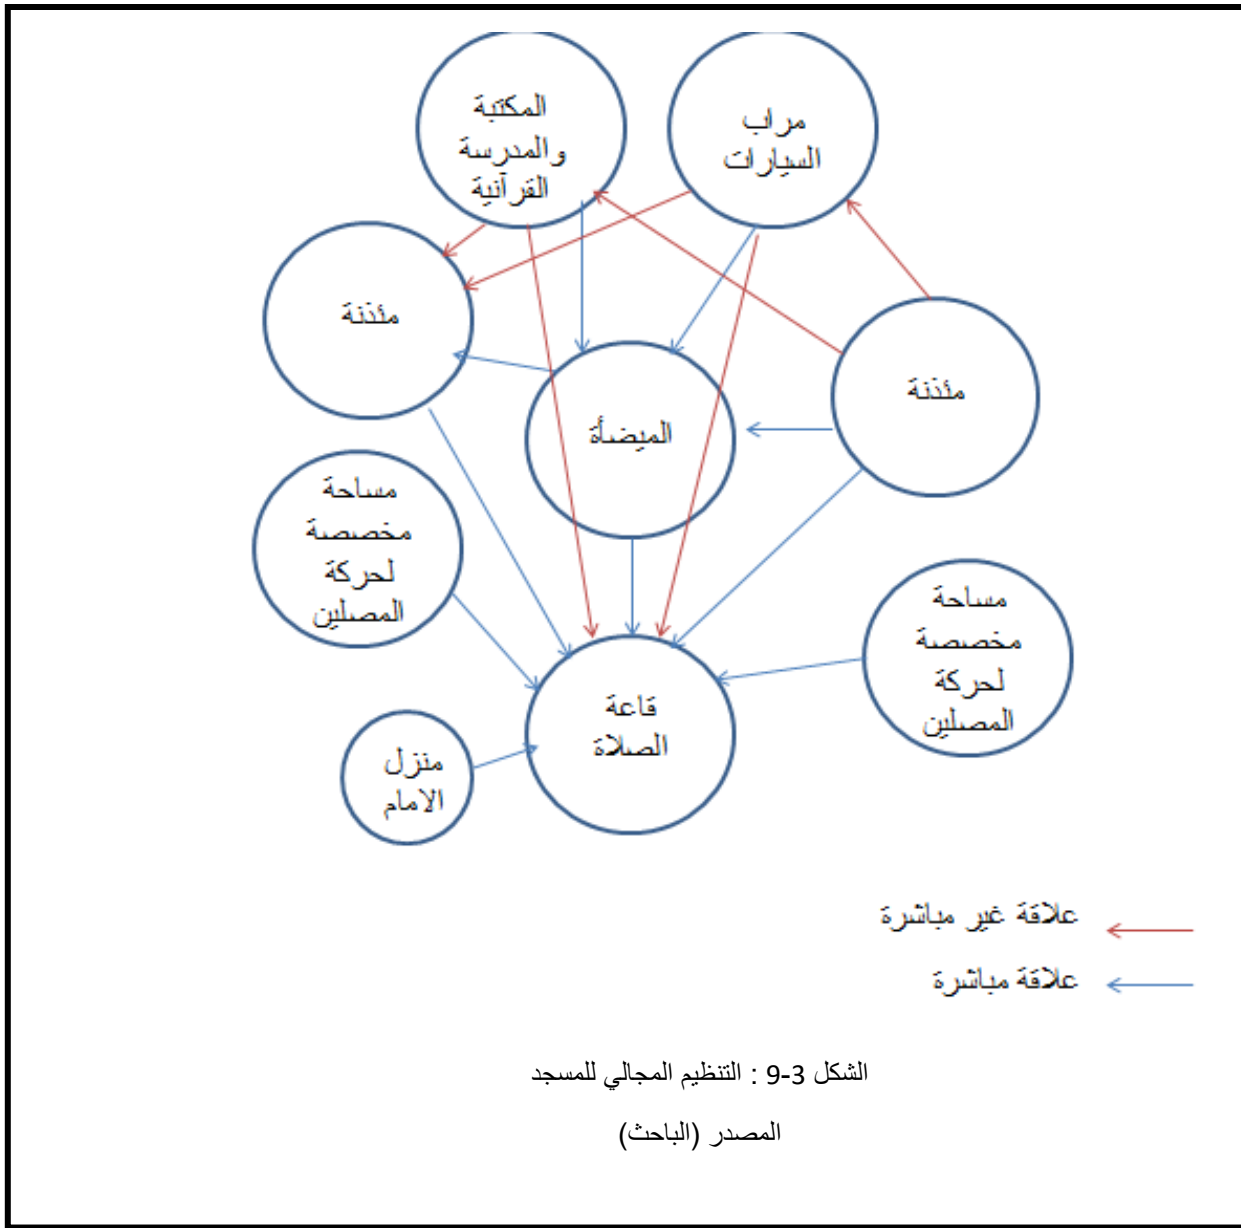 المكتبة
والمدرسة
القرآنية
مراب
السيارات
مئذنة
مئذنة
الميضأة
مساحة
مخصصة
لحركة
المصلين
مساحة
مخصصة
لحركة
المصلين
قاعة
الصلاة
منزل
الامام
علاقة غير مباشرة
علاقة مباشرة
الشكل 3-9 : التنظيم المجالي للمسجد
المصدر (الباحث)